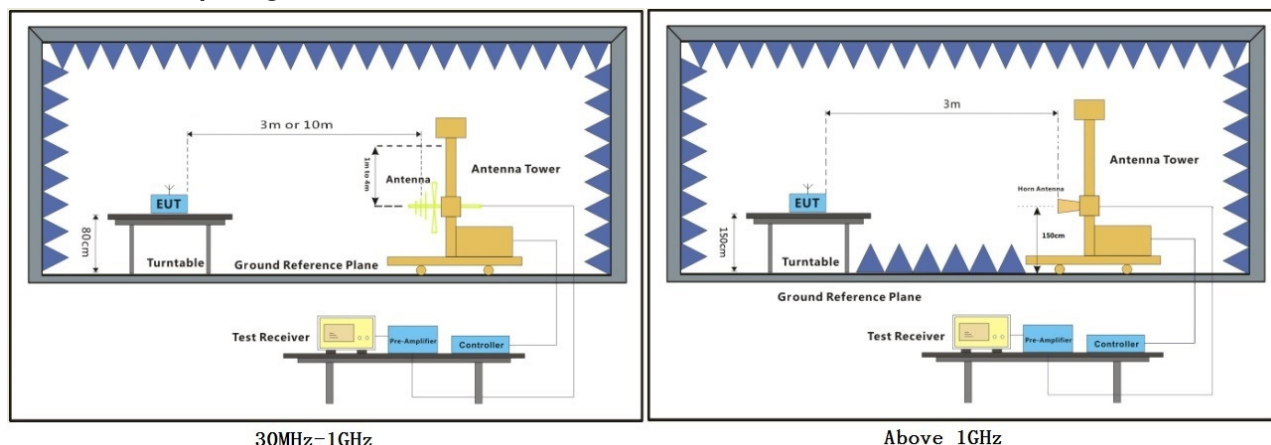 3m or 10m
1m to 4m
Antenna
Antenna Tower
EUT
80cm
Turntable
Ground Reference Plane
Test Receiver
Pre-Amplifier
Controller
30MHz-1GHz
3m
Antenna Tower
Horn Antenna
EUT
150cm
150cm
Turntable
Ground Reference Plane
Test Receiver
Pre-Amplifier
Controller
Above 1GHz